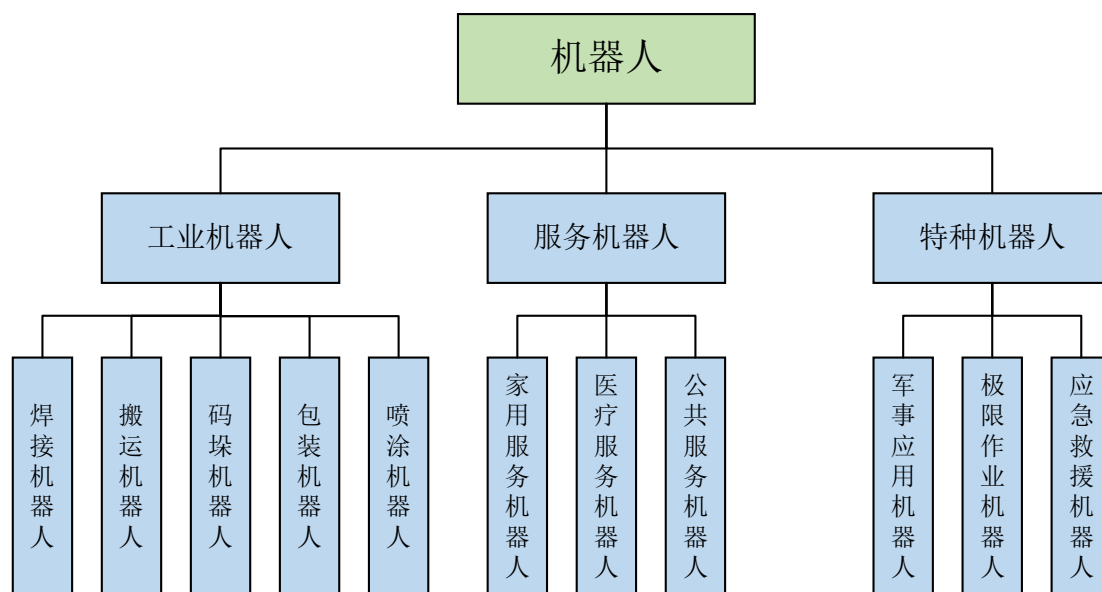 机器人
工业机器人
服务机器人
特种机器人
焊接机器人
搬运机器人
码垛机器人
包装机器人
喷涂机器人
家用服务机器人
医疗服务机器人
公共服务机器人
军事应用机器人
极限作业机器人
应急救援机器人